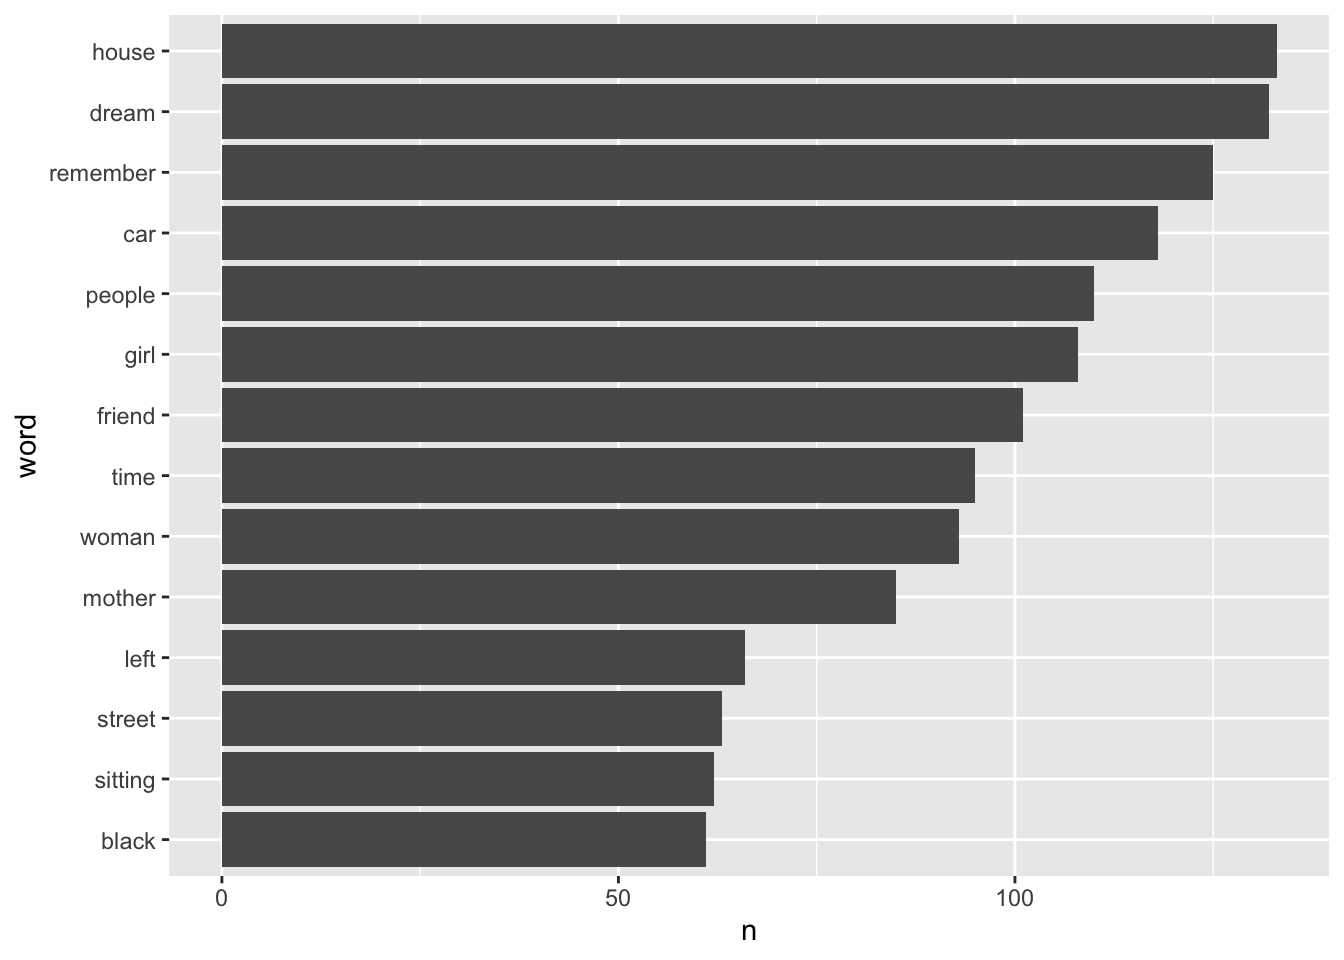 house
dream
remember
car
people
girl
friend
time
woman
mother
left
street
sitting
black
word
0 50 100
n